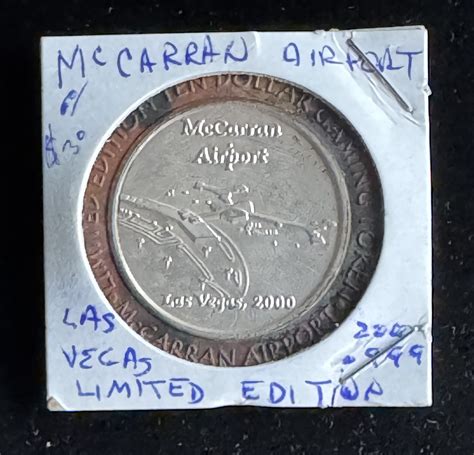 McCARRAN AIRPORT
$30
LIMITED EDITION TEN DOLLAR GAMING TOKEN
McCarran
Airport
Las Vegas, 2000
McCARRAN AIRPORT
LAS
VEGAS
.999
LIMITED EDITION